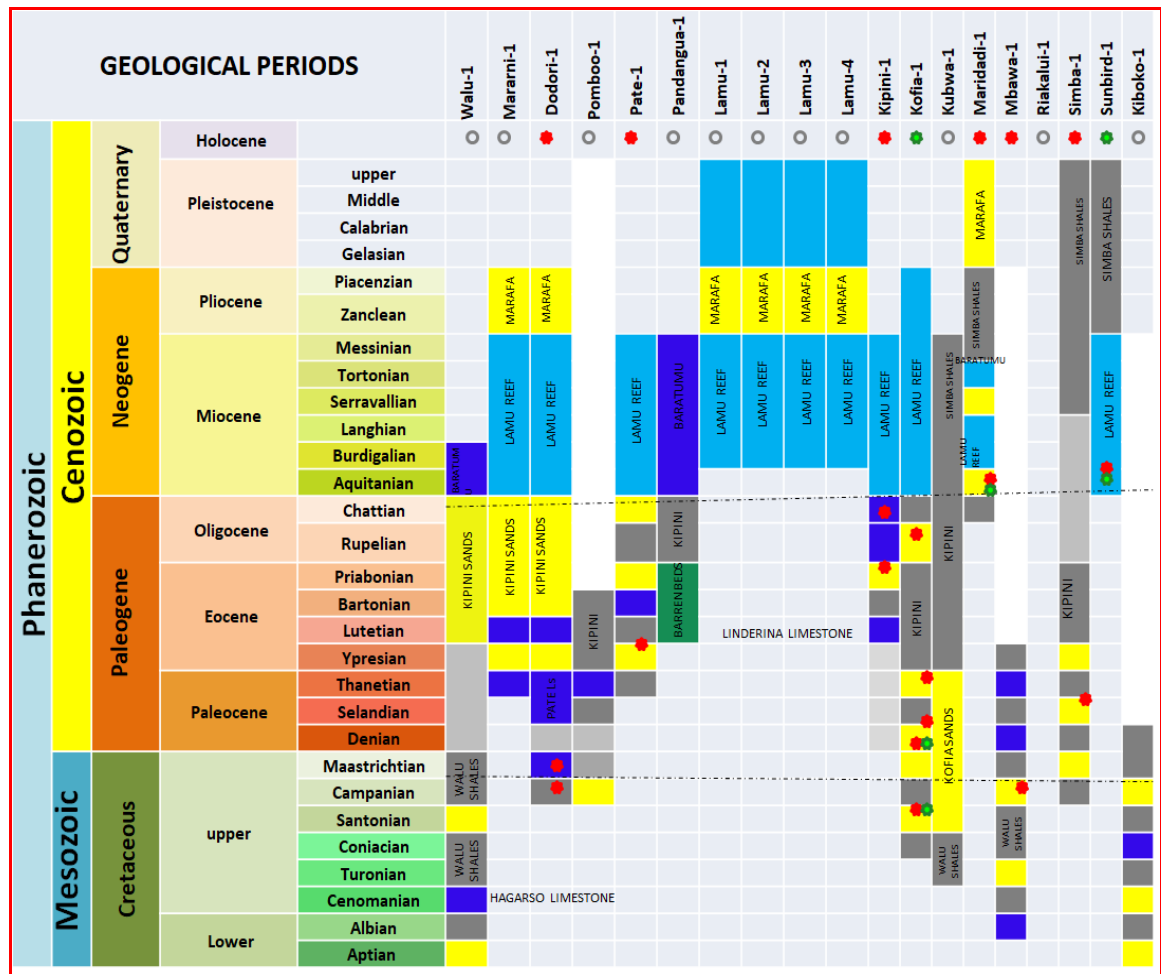 GEOLOGICAL PERIODS
Walu-1
Mararni-1
Dodori-1
Pomboo-1
Pate-1
Pandangua-1
Lamu-1
Lamu-2
Lamu-3
Lamu-4
Kipini-1
Kofia-1
Kubwa-1
Maridadi-1
Mbawa-1
Riakalui-1
Simba-1
Sunbird-1
Kiboko-1
Phanerozoic
Cenozoic
Mesozoic
Quaternary
Neogene
Paleogene
Cretaceous
Holocene
Pleistocene
Pliocene
Miocene
Oligocene
Eocene
Paleocene
upper
Lower
upper
Middle
Calabrian
Gelasian
Piacenzian
Zanclean
Messinian
Tortonian
Serravallian
Langhian
Burdigalian
Aquitanian
Chattian
Rupelian
Priabonian
Bartonian
Lutetian
Ypresian
Thanetian
Selandian
Denian
Maastrichtian
Campanian
Santonian
Coniacian
Turonian
Cenomanian
Albian
Aptian
BARATUM
U
KIPINI SANDS
WALU
SHALES
WALU
SHALES
HAGARSO LIMESTONE
MARAFA
LAMU REEF
KIPINI SANDS
MARAFA
LAMU REEF
KIPINI SANDS
PATE Ls
KIPINI
LAMU REEF
BARATUMU
KIPINI
BARREN BEDS
MARAFA
LAMU REEF
MARAFA
LAMU REEF
MARAFA
LAMU REEF
MARAFA
LAMU REEF
LINDERINA LIMESTONE
LAMU REEF
LAMU REEF
KIPINI
SIMBA SHALES
KIPINI
KOFIA SANDS
WALU
SHALES
MARAFA
SIMBA SHALES
BARATUMU
LAMU
REEF
WALU
SHALES
SIMBA SHALES
KIPINI
SIMBA SHALES
LAMU REEF